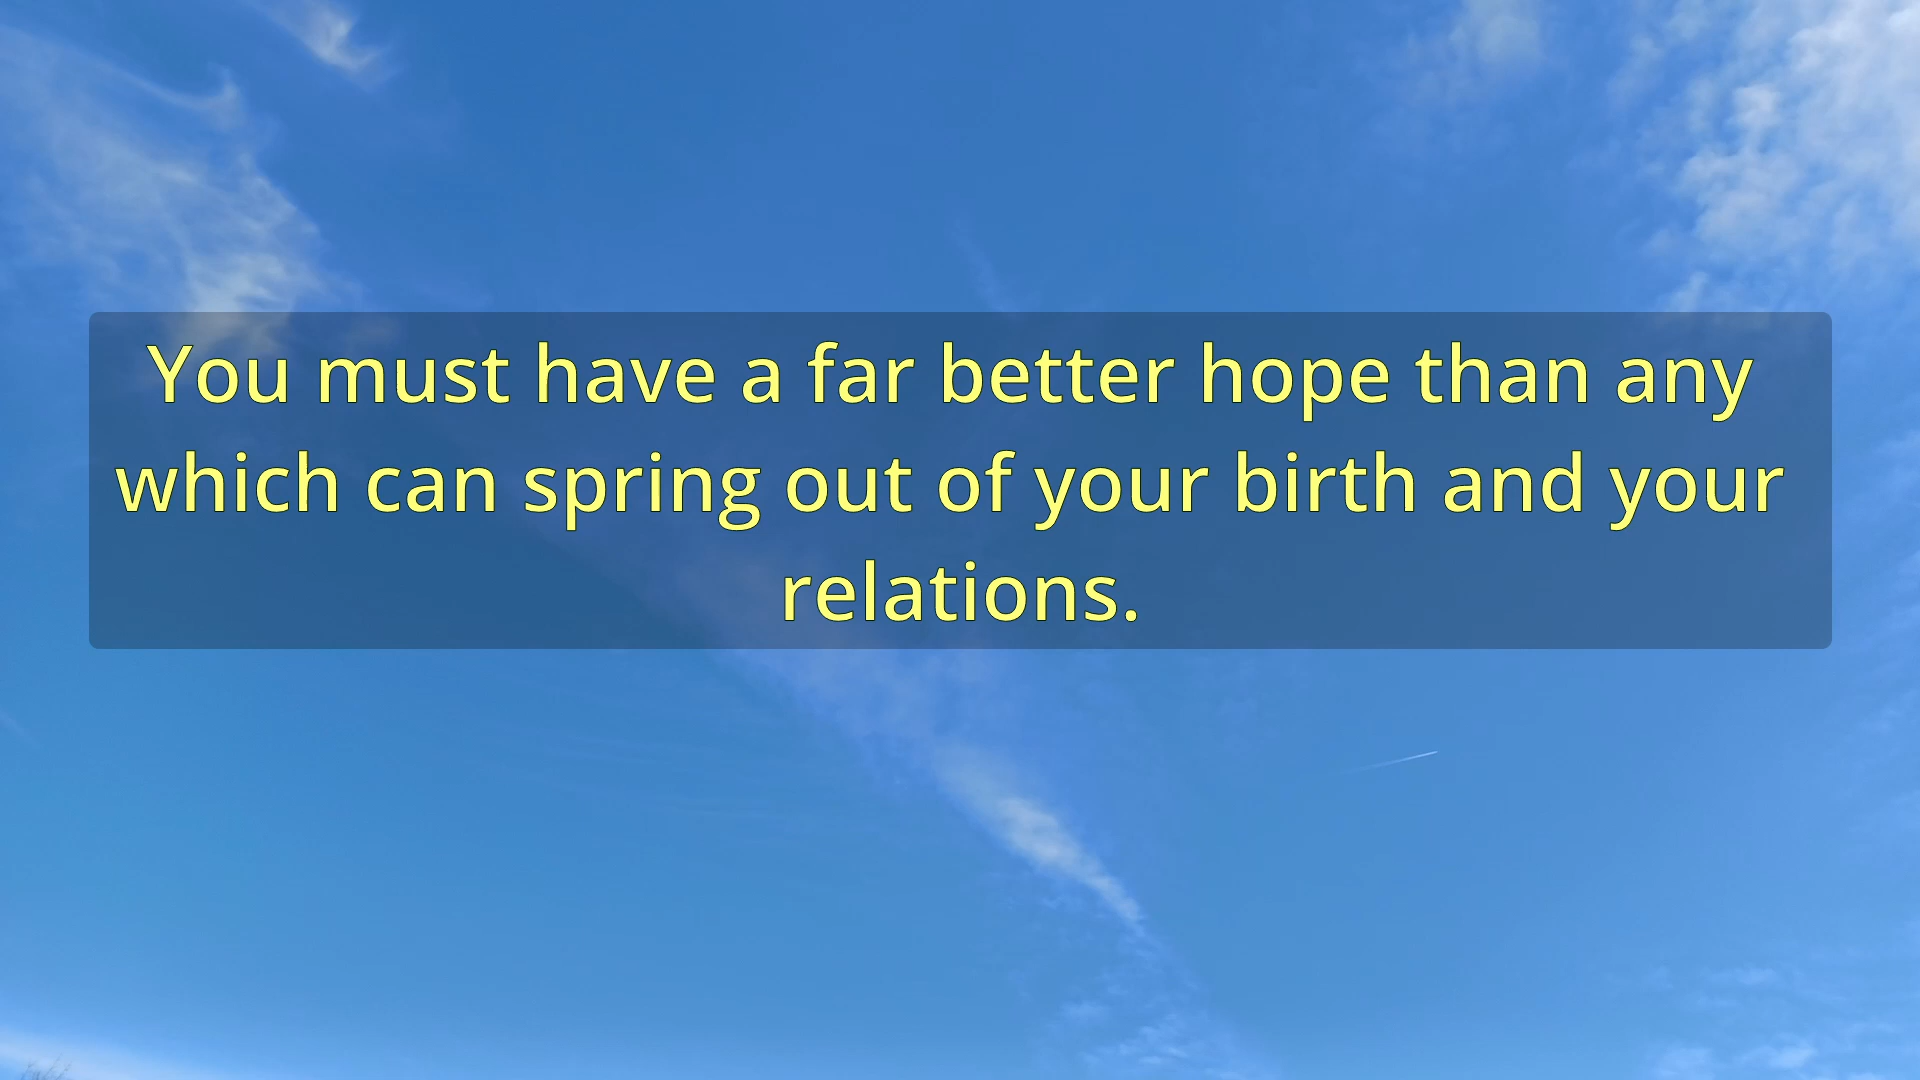 You must have a far better hope than any
which can spring out of your birth and your
relations.